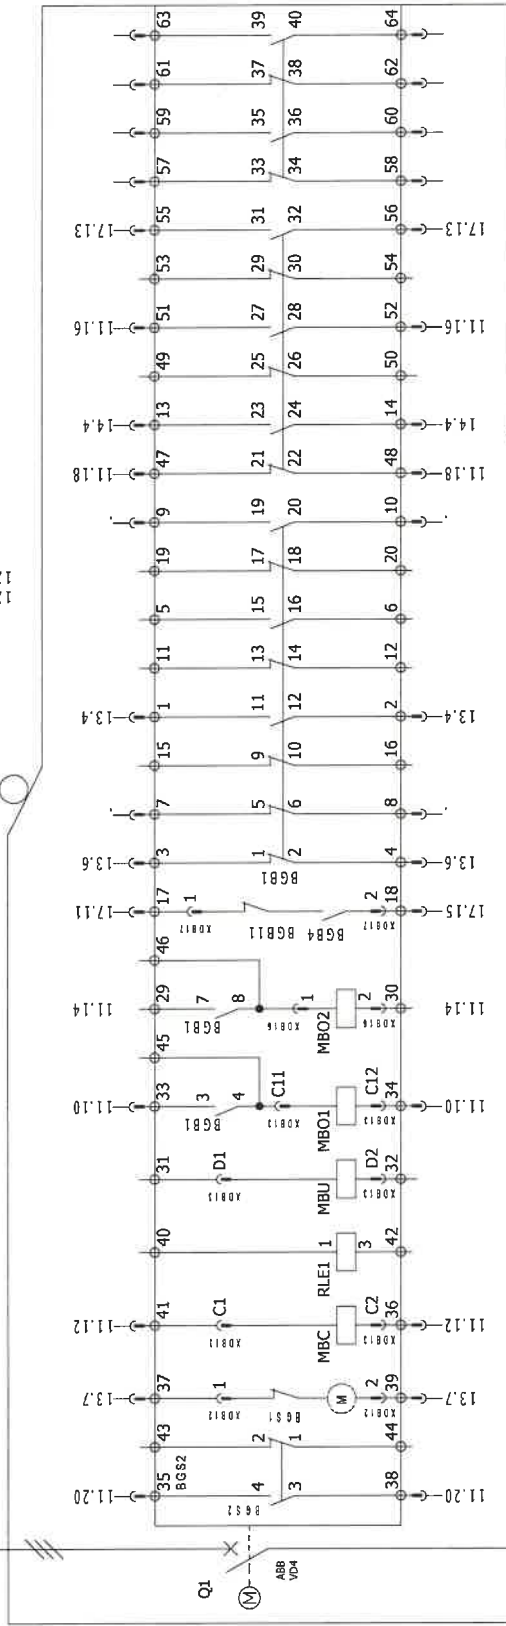 11.20 13.7 11.12 11.10 11.14 17.11 13.6 . 13.4 . 11.18 14.4 11.16 17.13
35 43 37 41 40 31 33 45 29 46 17 3 7 15 1 11 5 19 9 47 13 49 51 53 55 57 59 61 63
BGS2
1 C1 D1 BGB1 3 BGB1 7 1
XDB12 XDB13 XDB13 XDB17
Q1
4 2 4 C11 8 1 5 9 11 13 15 17 19 21 23 25 27 29 31 33 35 37 39
BGS2 BGS1 XDB13 XDB16 BGB11 BGB4 BGB1
3 1 2 6 10 12 14 16 18 20 22 24 26 28 30 32 34 36 38 40
M
ABB
VD4
M MBC RLE1 1 MBU MBO1 MBO2 1
2 C2 3 D2 C12 2 2
XDB12 XDB13 XDB13 XDB13 XDB16 XDB17
38 44 39 36 42 32 34 30 18 4 8 16 2 12 6 20 10 48 14 50 52 54 56 58 60 62 64
11.20 13.7 11.12 11.10 11.14 17.15 13.6 . 13.4 . 11.18 14.4 11.16 17.13